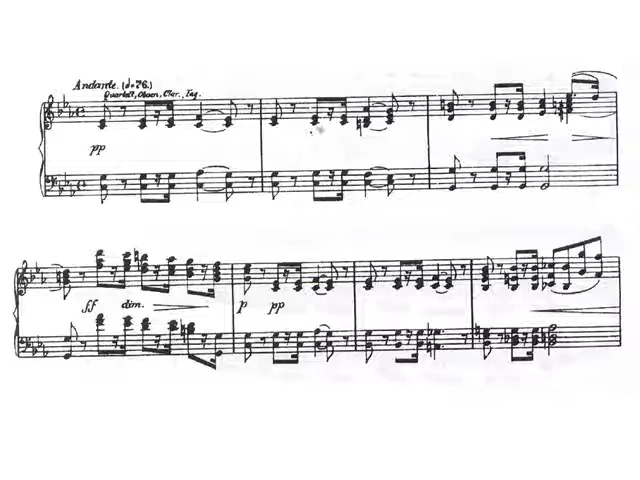 Andante. (♩=76.)
Quartett, Oboen, Clar., Fag.
pp
ff dim.
p pp